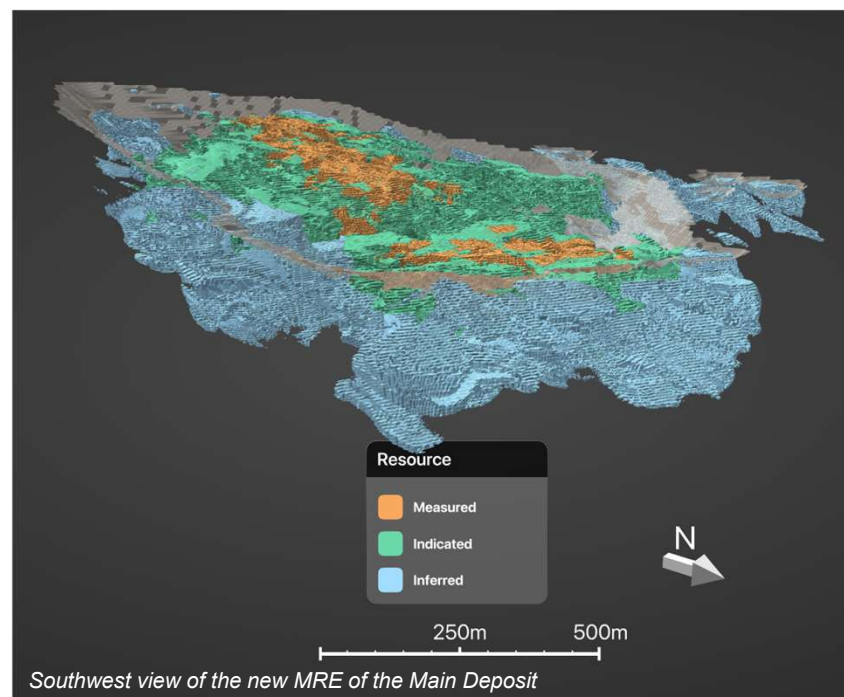 Resource
Measured
Indicated
Inferred
N
250m 500m
Southwest view of the new MRE of the Main Deposit